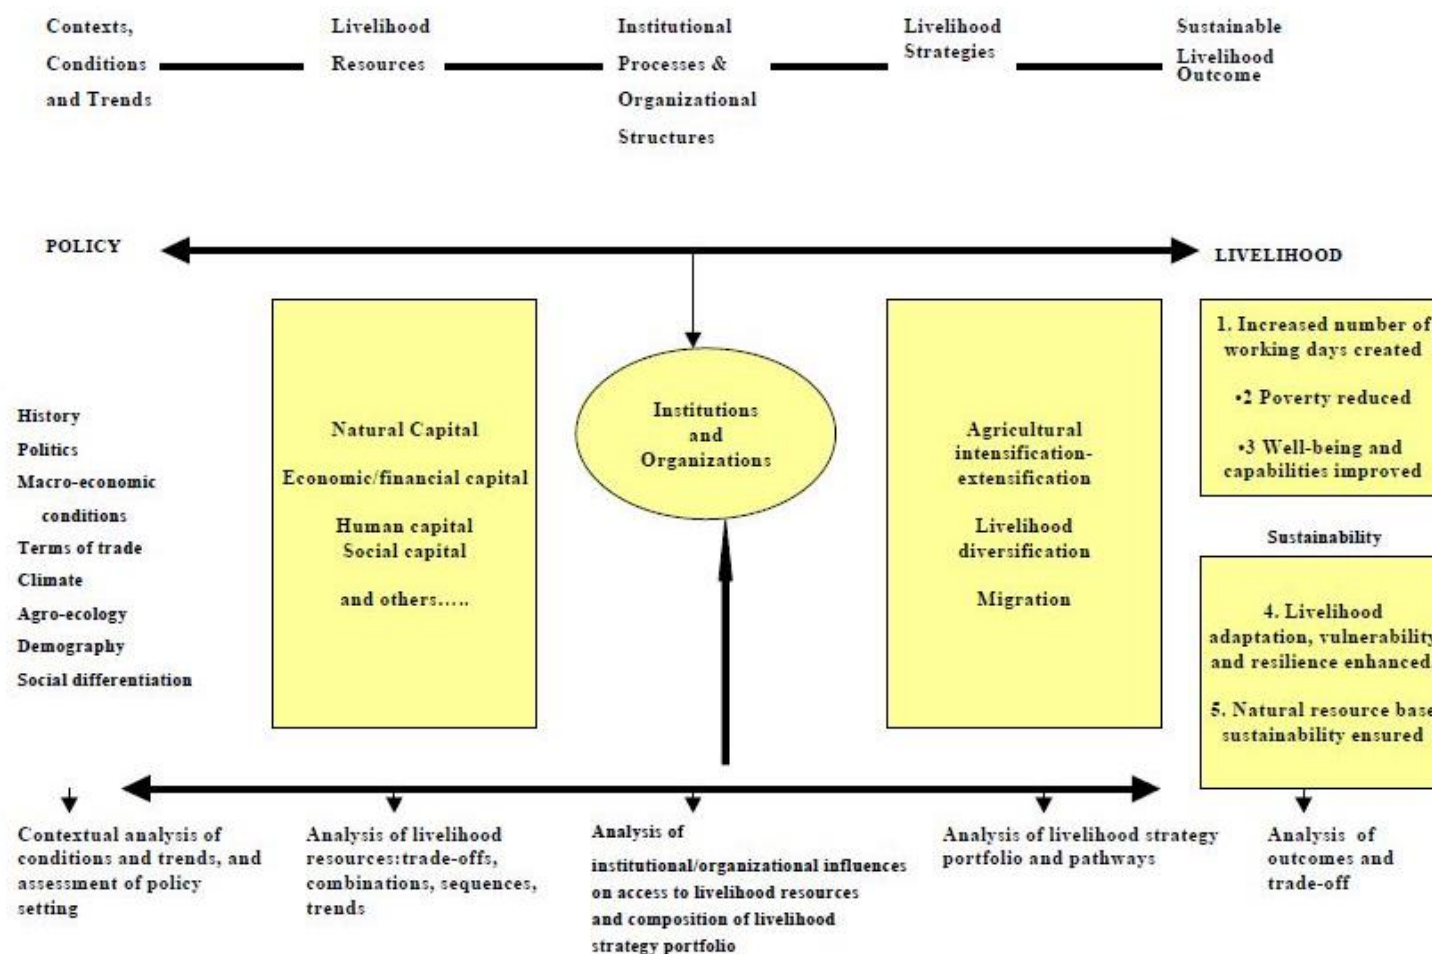 Contexts,
Conditions
and Trends
Livelihood
Resources
Institutional
Processes &
Organizational
Structures
Livelihood
Strategies
Sustainable
Livelihood
Outcome
POLICY
LIVELIHOOD
History
Politics
Macro-economic
conditions
Terms of trade
Climate
Agro-ecology
Demography
Social differentiation
Natural Capital
Economic/financial capital
Human capital
Social capital
and others.....
Institutions
and
Organizations
Agricultural
intensification-
extensification
Livelihood
diversification
Migration
1. Increased number of
working days created
•2 Poverty reduced
•3 Well-being and
capabilities improved
Sustainability
4. Livelihood
adaptation, vulnerability
and resilience enhanced
5. Natural resource base
sustainability ensured
Contextual analysis of
conditions and trends, and
assessment of policy
setting
Analysis of livelihood
resources:trade-offs,
combinations, sequences,
trends
Analysis of
institutional/organizational influences
on access to livelihood resources
and composition of livelihood
strategy portfolio
Analysis of livelihood strategy
portfolio and pathways
Analysis of
outcomes and
trade-off